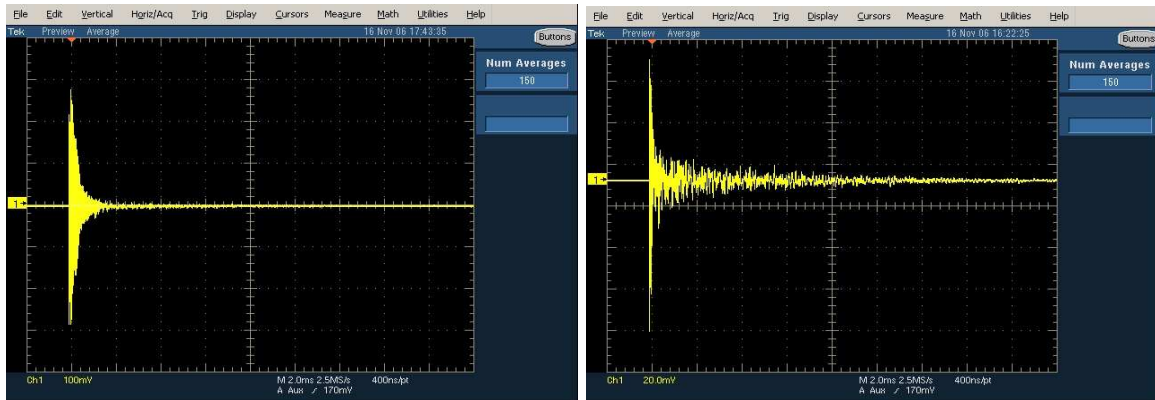 File Edit Vertical Horiz/Acq Trig Display Cursors Measure Math Utilities Help
Tek Preview Average 16 Nov 06 17:43:35 Buttons
Num Averages
150
1
Ch1 100mV M 2.0ms 2.5MS/s 400ns/pt
A Aux / 170mV
File Edit Vertical Horiz/Acq Trig Display Cursors Measure Math Utilities Help
Tek Preview Average 16 Nov 06 16:22:25 Buttons
Num Averages
150
1
Ch1 20.0mV M 2.0ms 2.5MS/s 400ns/pt
A Aux / 170mV